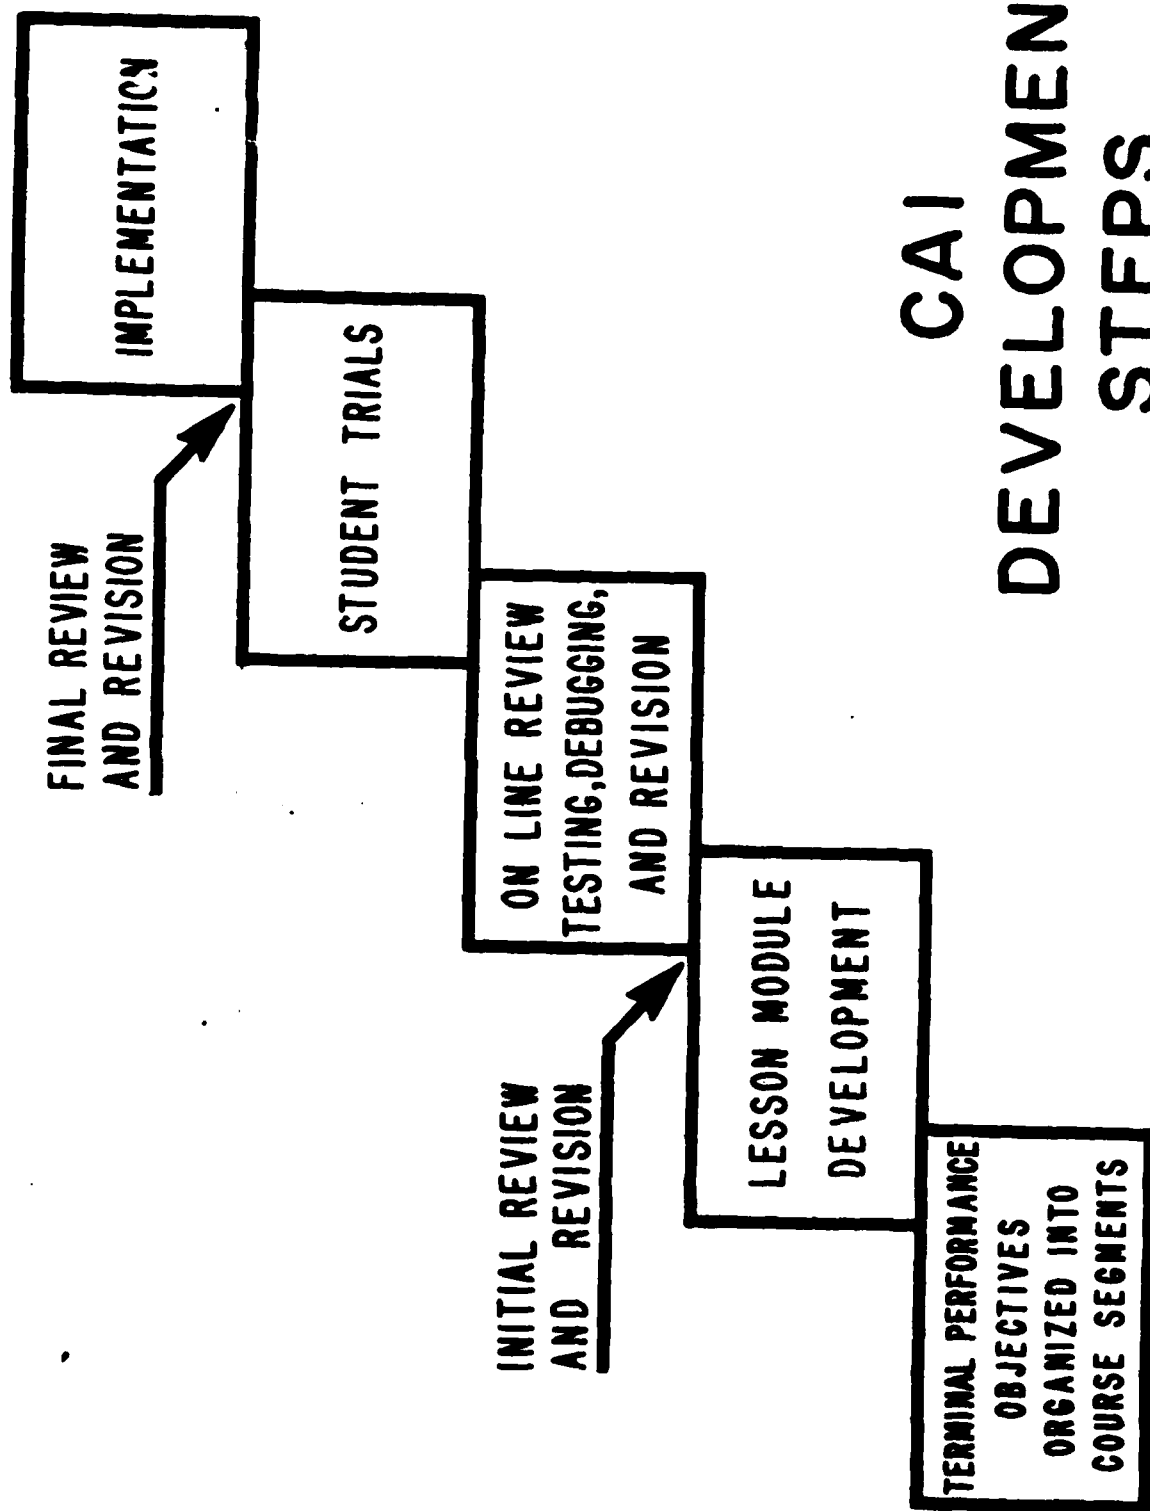 FINAL REVIEW
AND REVISION
IMPLEMENTATION
STUDENT TRIALS
INITIAL REVIEW
AND REVISION
ON LINE REVIEW
TESTING,DEBUGGING,
AND REVISION
LESSON MODULE
DEVELOPMENT
TERMINAL PERFORMANCE
OBJECTIVES
ORGANIZED INTO
COURSE SEGMENTS
CAI
DEVELOPMEN
STEPS